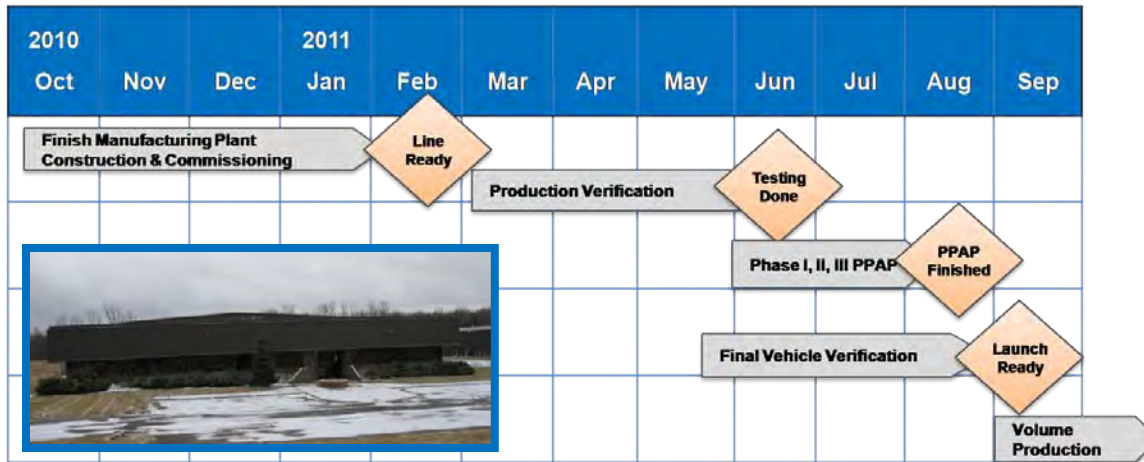 2010 2011
Oct Nov Dec Jan Feb Mar Apr May Jun Jul Aug Sep
Finish Manufacturing Plant
Construction & Commissioning
Line
Ready
Production Verification
Testing
Done
Phase I, II, III PPAP
PPAP
Finished
Final Vehicle Verification
Launch
Ready
Volume
Production